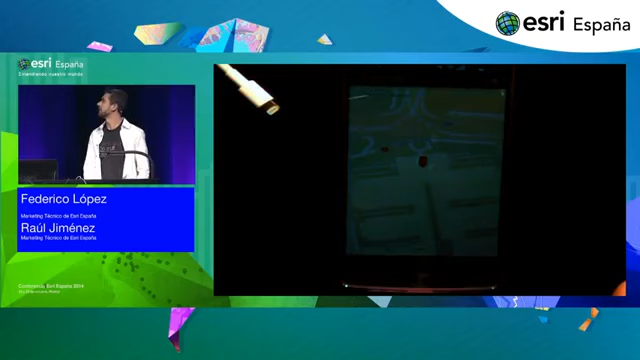 esri España
esri España
Entendiendo nuestro mundo
Federico López
Marketing Técnico de Esri España
Raúl Jiménez
Marketing Técnico de Esri España
Conferencia Esri España 2014